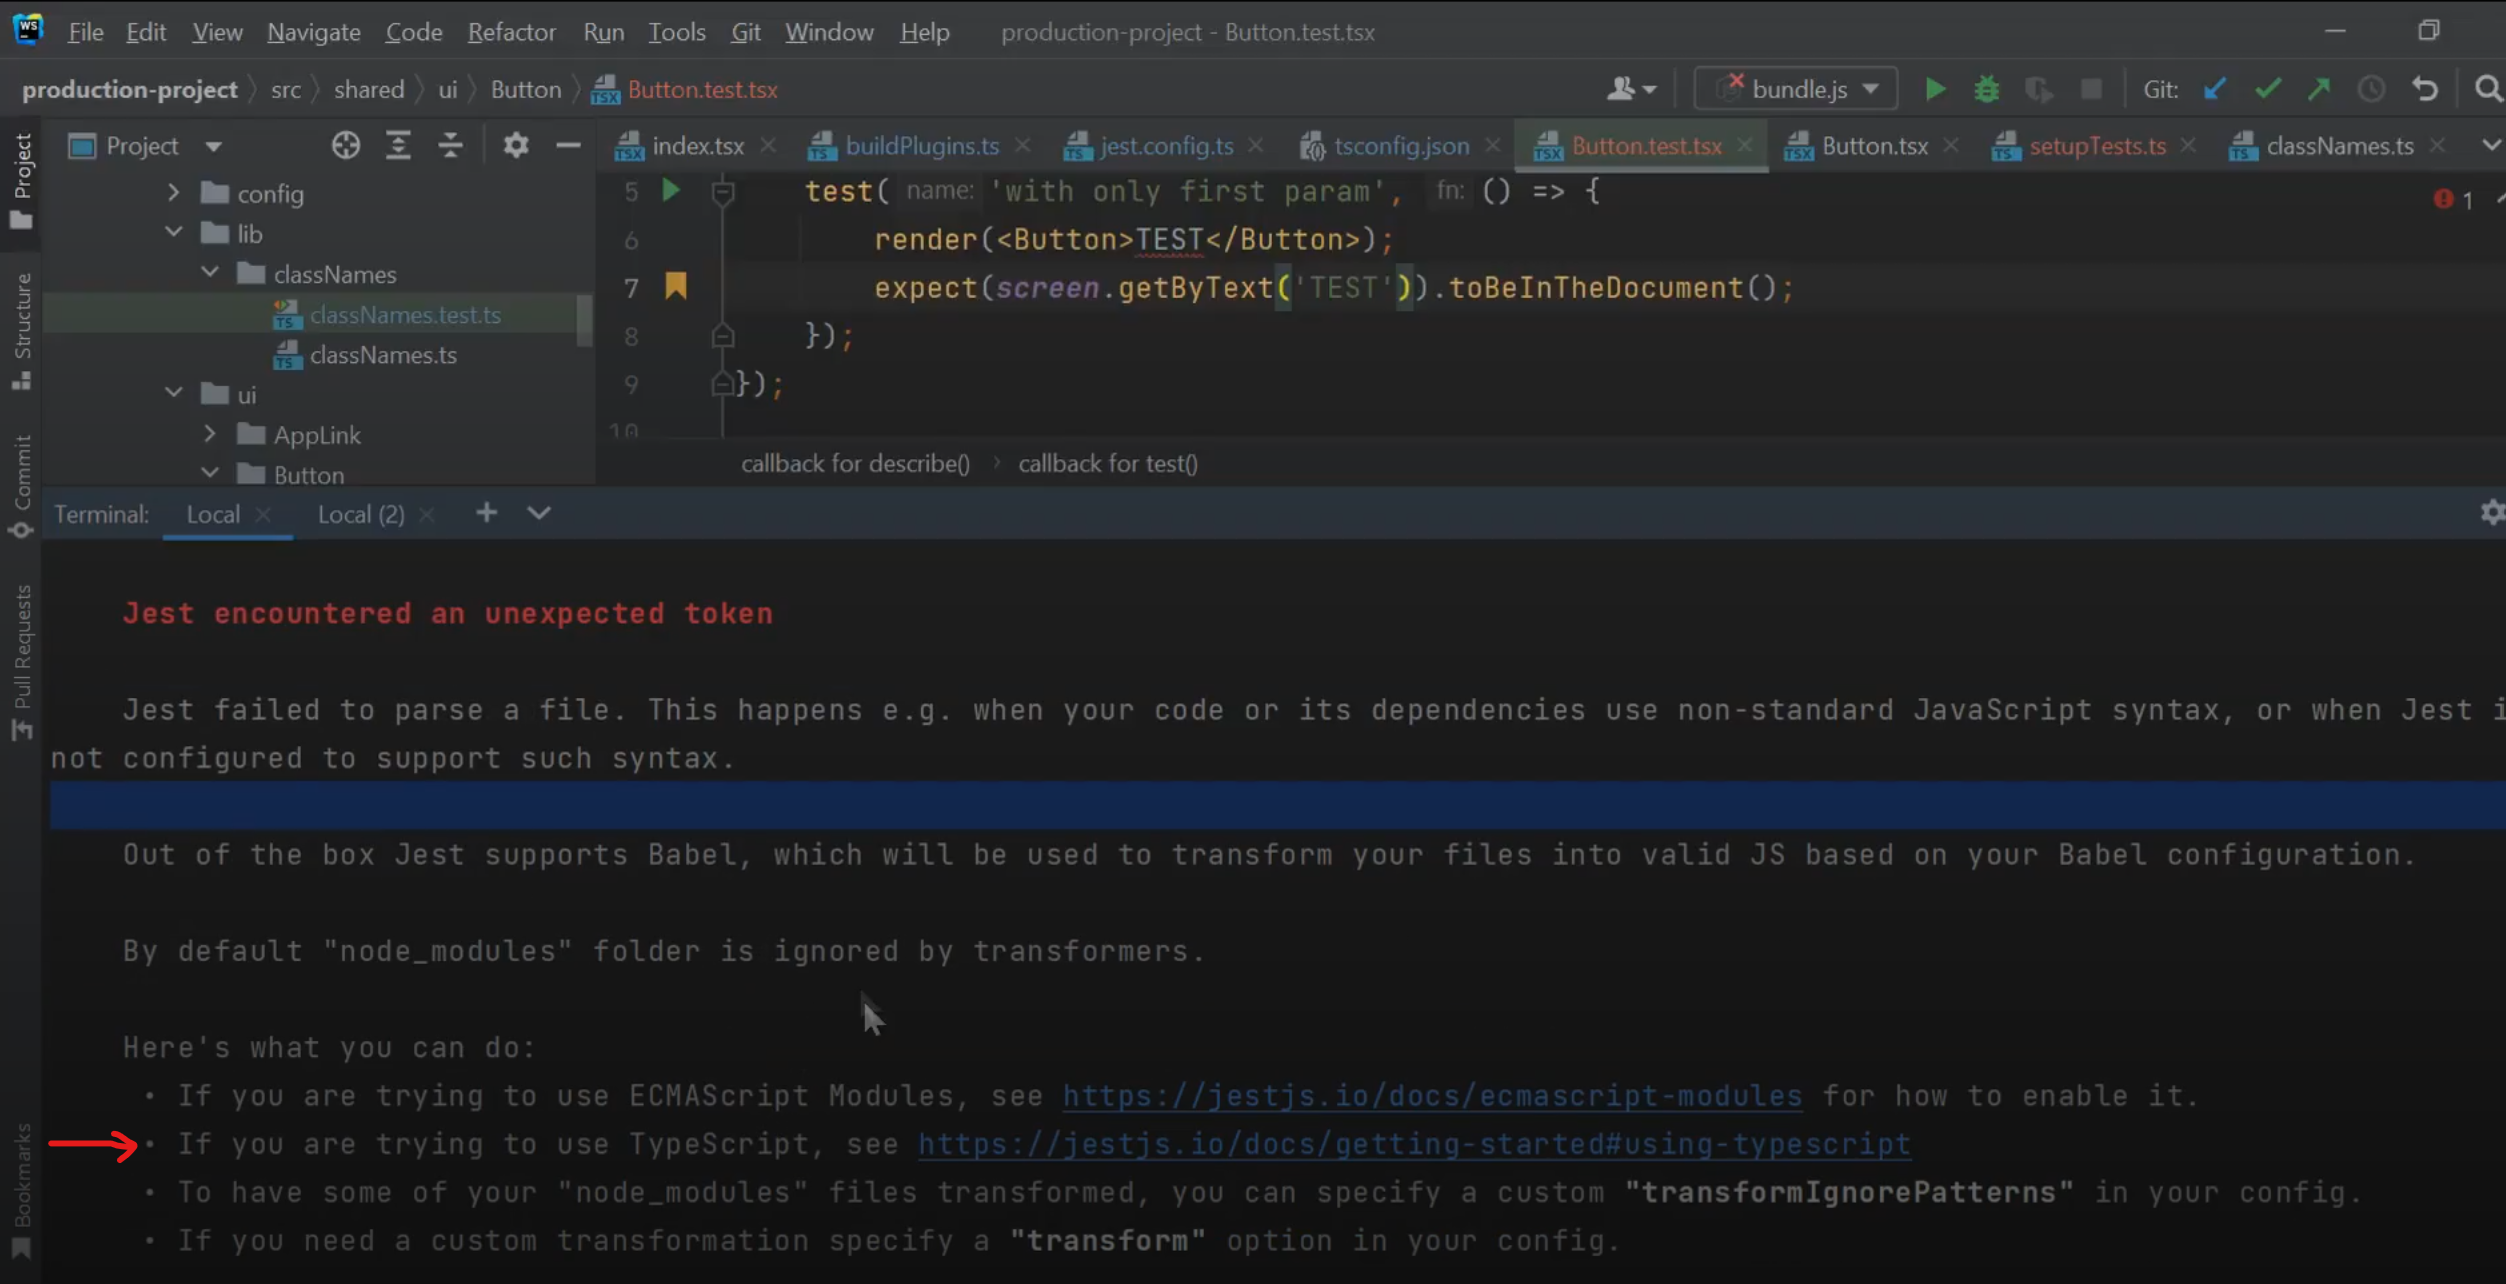 WS File Edit View Navigate Code Refactor Run Tools Git Window Help production-project - Button.test.tsx
production-project src shared ui Button Button.test.tsx bundle.js Git:
Project index.tsx buildPlugins.ts jest.config.ts tsconfig.json Button.test.tsx Button.tsx setupTests.ts classNames.ts
Project
Structure
Commit
Pull Requests
Bookmarks
config
lib
classNames
classNames.test.ts
classNames.ts
ui
AppLink
Button
5 test( name: 'with only first param', fn: () => { 1
6 render(<Button>TEST</Button>);
7 expect(screen.getByText('TEST')).toBeInTheDocument();
8 });
9 });
10
callback for describe() callback for test()
Terminal: Local Local (2)
Jest encountered an unexpected token
Jest failed to parse a file. This happens e.g. when your code or its dependencies use non-standard JavaScript syntax, or when Jest
not configured to support such syntax.
Out of the box Jest supports Babel, which will be used to transform your files into valid JS based on your Babel configuration.
By default "node_modules" folder is ignored by transformers.
Here's what you can do:
• If you are trying to use ECMAScript Modules, see https://jestjs.io/docs/ecmascript-modules for how to enable it.
• If you are trying to use TypeScript, see https://jestjs.io/docs/getting-started#using-typescript
• To have some of your "node_modules" files transformed, you can specify a custom "transformIgnorePatterns" in your config.
• If you need a custom transformation specify a "transform" option in your config.